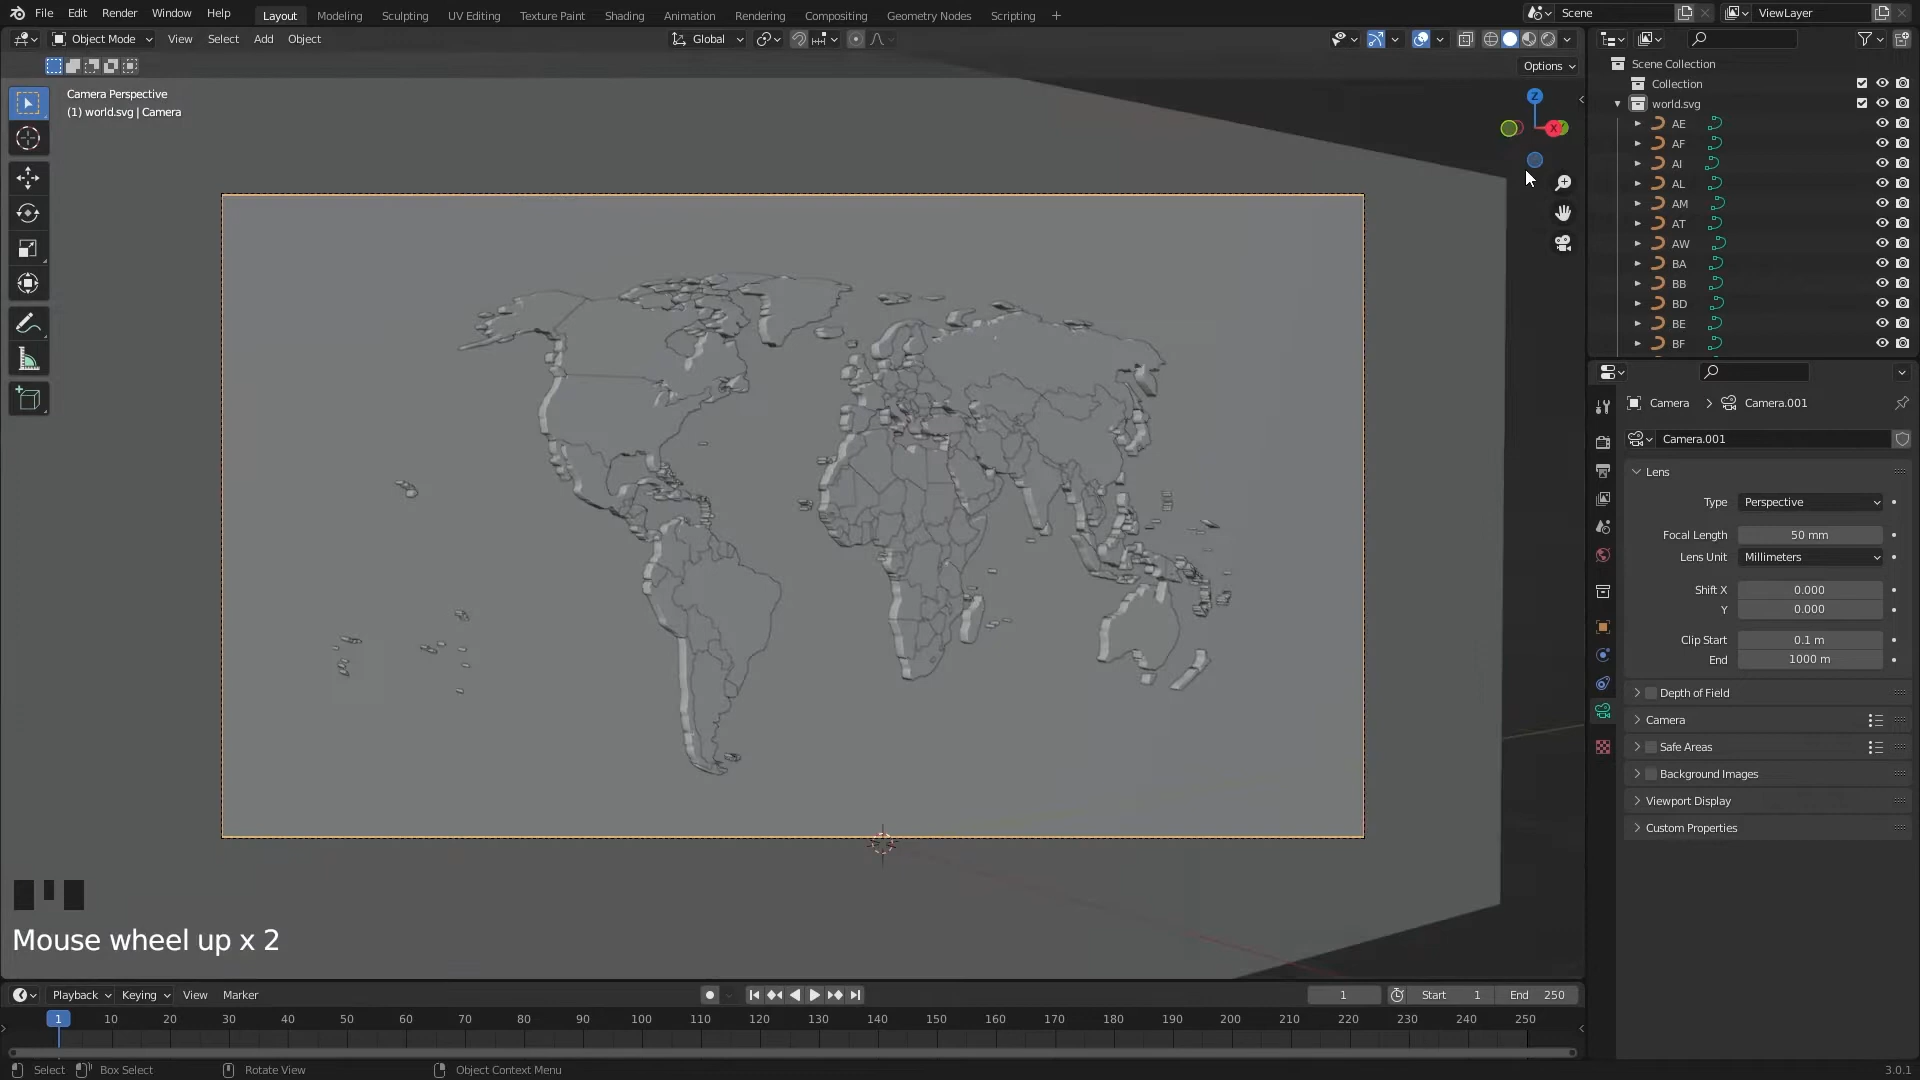 File Edit Render Window Help
Layout Modeling Sculpting UV Editing Texture Paint Shading Animation Rendering Compositing Geometry Nodes Scripting +
Scene
ViewLayer
Object Mode View Select Add Object
Global
Options
Camera Perspective
(1) world.svg | Camera
Z
X
Scene Collection
Collection
world.svg
AE
AF
AI
AL
AM
AT
AW
BA
BB
BD
BE
BF
Camera > Camera.001
Camera.001
Lens
Type Perspective
Focal Length 50 mm
Lens Unit Millimeters
Shift X 0.000
Y 0.000
Clip Start 0.1 m
End 1000 m
Depth of Field
Camera
Safe Areas
Background Images
Viewport Display
Custom Properties
Mouse wheel up x 2
Playback Keying View Marker
1
Start 1
End 250
1 10 20 30 40 50 60 70 80 90 100 110 120 130 140 150 160 170 180 190 200 210 220 230 240 250
Select Box Select Rotate View Object Context Menu
3.0.1